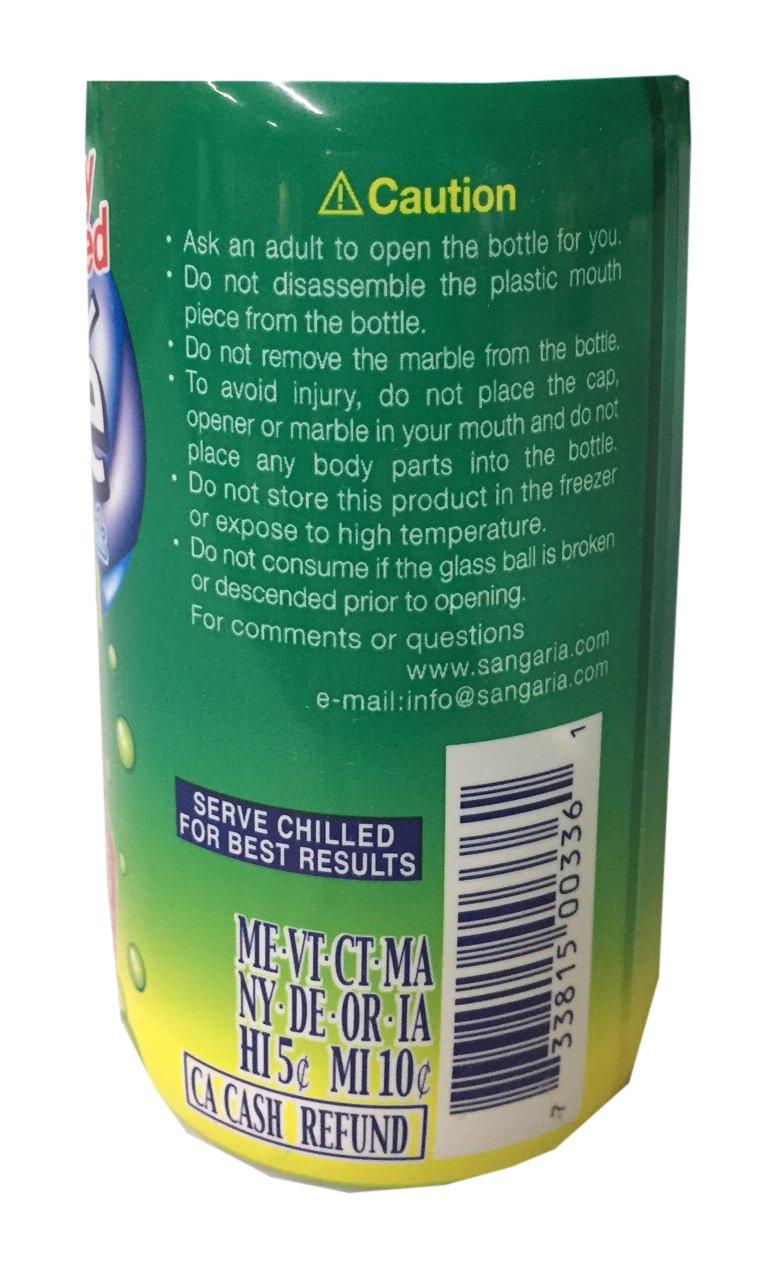 ⚠ Caution
• Ask an adult to open the bottle for you.
• Do not disassemble the plastic mouth
piece from the bottle.
• Do not remove the marble from the bottle.
• To avoid injury, do not place the cap,
opener or marble in your mouth and do not
place any body parts into the bottle.
• Do not store this product in the freezer
or expose to high temperature.
• Do not consume if the glass ball is broken
or descended prior to opening.
For comments or questions
www.sangaria.com
e-mail:info@sangaria.com
SERVE CHILLED
FOR BEST RESULTS
ME·VT·CT·MA
NY·DE·OR·IA
HI 5¢ MI 10¢
CA CASH REFUND
7 33815 00336 1